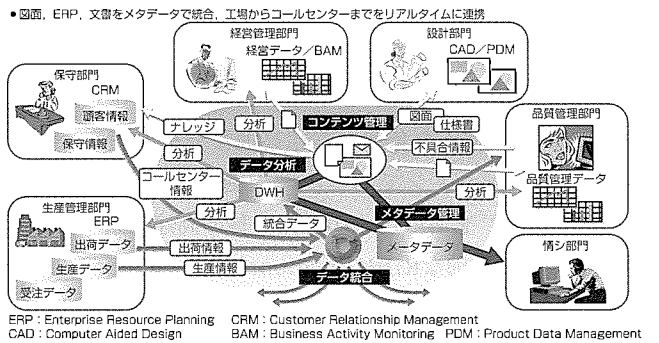 ●図面，ERP，文書をメタデータで統合，工場からコールセンターまでをリアルタイムに連携
経営管理部門
経営データ／BAM
設計部門
CAD／PDM
保守部門
CRM
顧客情報
保守情報
ナレッジ
分析
コンテンツ管理
図面
仕様書
不具合情報
品質管理部門
品質管理データ
分析
データ分析
コールセンター
情報
DWH
分析
メタデータ管理
生産管理部門
ERP
分析
統合データ
出荷データ
出荷情報
メータデータ
情シ部門
生産データ
生産情報
データ統合
受注データ
ERP：Enterprise Resource Planning
CRM：Customer Relationship Management
CAD：Computer Aided Design
BAM：Business Activity Monitoring
PDM：Product Data Management